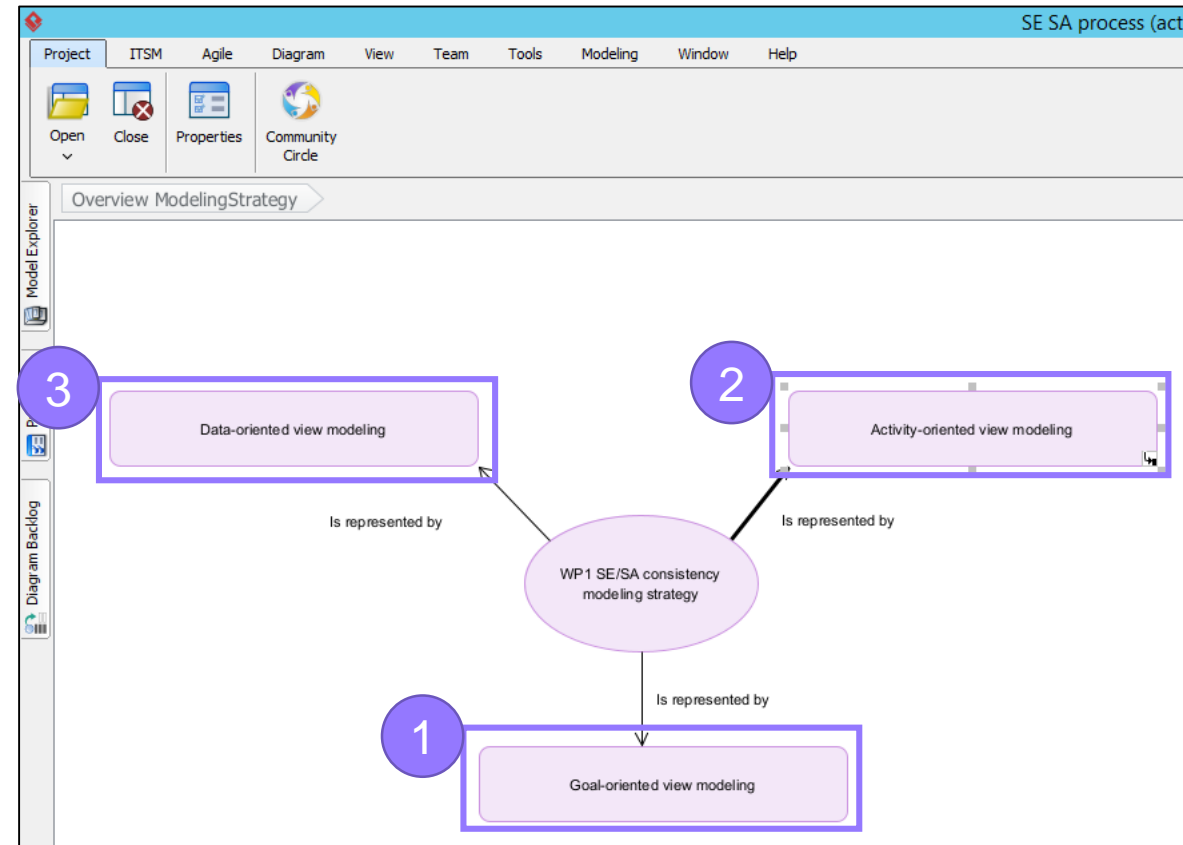 SE SA process (act
Project ITSM Agile Diagram View Team Tools Modeling Window Help
Open Close Properties Community
Circle
Overview ModelingStrategy
Model Explorer
3
2
Data-oriented view modeling
Activity-oriented view modeling
Diagram Backlog
Is represented by
Is represented by
WP1 SE/SA consistency
modeling strategy
Is represented by
1
Goal-oriented view modeling